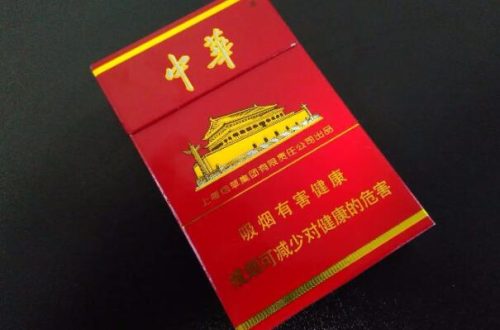 中華
上海烟草集团有限责任公司出品
吸烟有害健康
戒烟可减少对健康的危害